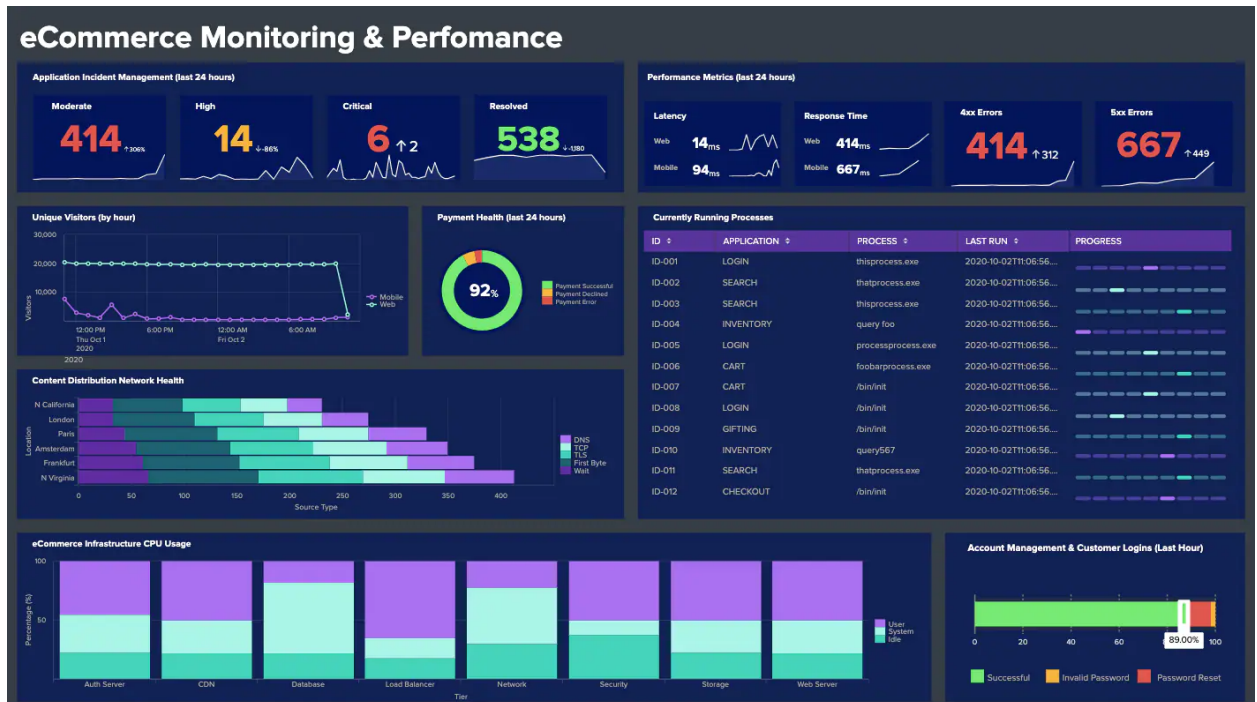 eCommerce Monitoring & Perfomance
Application Incident Management (last 24 hours)
Moderate
414 ↑306%
High
14 ↓-86%
Critical
6 ↑2
Resolved
538 ↓-1,180
Performance Metrics (last 24 hours)
Latency
Web 14ms
Mobile 94ms
Response Time
Web 414ms
Mobile 667ms
4xx Errors
414 ↑312
5xx Errors
667 ↑449
Unique Visitors (by hour)
30,000
20,000
10,000
Visitors
12:00 PM 6:00 PM 12:00 AM 6:00 AM
Thu Oct 1 Fri Oct 2
2020
2020
Mobile
Web
Payment Health (last 24 hours)
92%
Payment Successful
Payment Declined
Payment Error
Currently Running Processes
ID APPLICATION PROCESS LAST RUN PROGRESS
ID-001 LOGIN thisprocess.exe 2020-10-02T11:06:56....
ID-002 SEARCH thatprocess.exe 2020-10-02T11:06:56....
ID-003 SEARCH thisprocess.exe 2020-10-02T11:06:56....
ID-004 INVENTORY query foo 2020-10-02T11:06:56....
ID-005 LOGIN processprocess.exe 2020-10-02T11:06:56....
ID-006 CART foobarprocess.exe 2020-10-02T11:06:56....
ID-007 CART /bin/init 2020-10-02T11:06:56....
ID-008 LOGIN /bin/init 2020-10-02T11:06:56....
ID-009 GIFTING /bin/init 2020-10-02T11:06:56....
ID-010 INVENTORY query567 2020-10-02T11:06:56....
ID-011 SEARCH thatprocess.exe 2020-10-02T11:06:56....
ID-012 CHECKOUT /bin/init 2020-10-02T11:06:56....
Content Distribution Network Health
Location
N California
London
Paris
Amsterdam
Frankfurt
N Virginia
0 50 100 150 200 250 300 350 400
Source Type
DNS
TCP
TLS
First Byte
Wait
eCommerce Infrastructure CPU Usage
100
50
Percentage (%)
Auth Server CDN Database Load Balancer Network Security Storage Web Server
Tier
User
System
Idle
Account Management & Customer Logins (Last Hour)
0 20 40 60 100
89.00%
Successful Invalid Password Password Reset